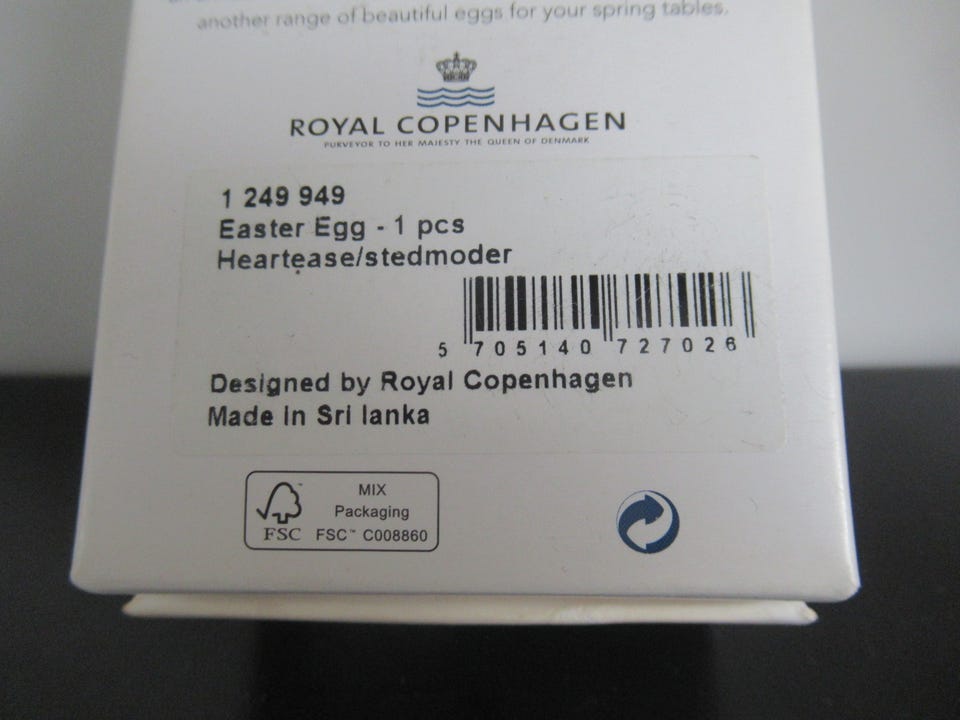 another range of beautiful eggs for your spring tables.
ROYAL COPENHAGEN
PURVEYOR TO HER MAJESTY THE QUEEN OF DENMARK
1 249 949
Easter Egg - 1 pcs
Heartease/stedmoder
5 705140 727026
Designed by Royal Copenhagen
Made in Sri lanka
MIX
Packaging
FSC FSC™ C008860